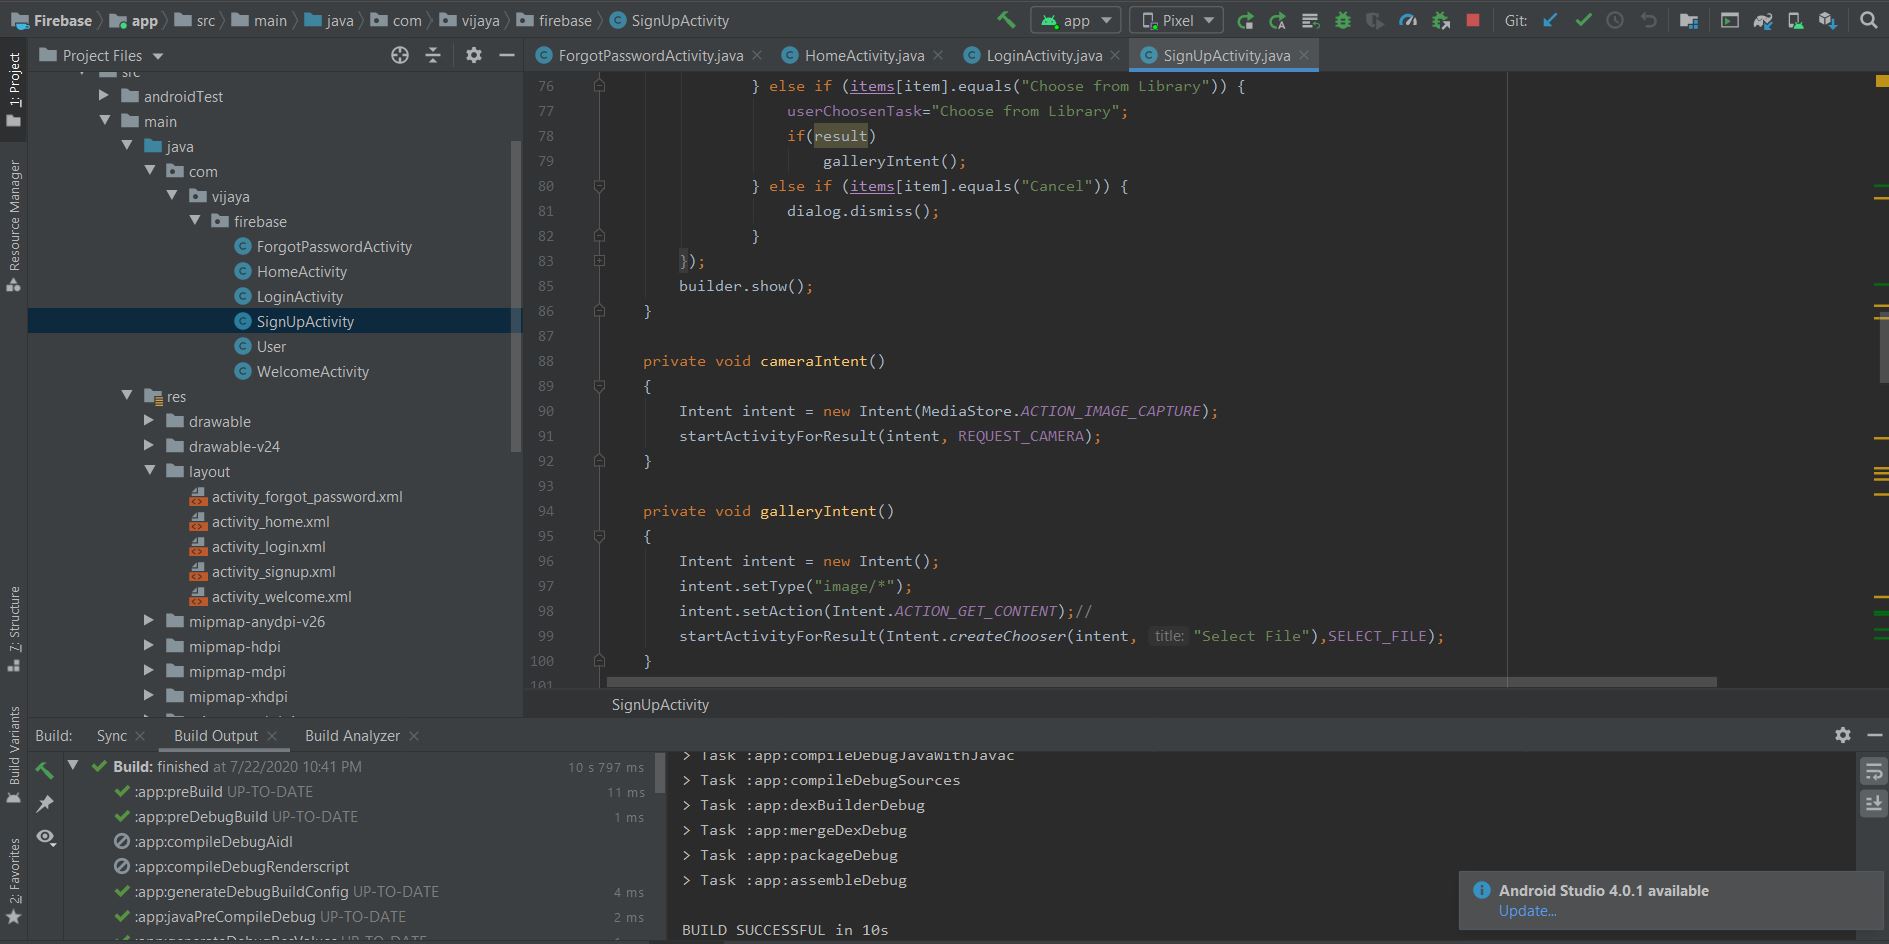 Firebase app src main java com vijaya firebase SignUpActivity app Pixel Git:
1: Project
Resource Manager
7: Structure
Build Variants
2: Favorites
Project Files
src
androidTest
main
java
com
vijaya
firebase
ForgotPasswordActivity
HomeActivity
LoginActivity
SignUpActivity
User
WelcomeActivity
res
drawable
drawable-v24
layout
activity_forgot_password.xml
activity_home.xml
activity_login.xml
activity_signup.xml
activity_welcome.xml
mipmap-anydpi-v26
mipmap-hdpi
mipmap-mdpi
mipmap-xhdpi
ForgotPasswordActivity.java HomeActivity.java LoginActivity.java SignUpActivity.java
76 } else if (items[item].equals("Choose from Library")) {
77 userChoosenTask="Choose from Library";
78 if(result)
79 galleryIntent();
80 } else if (items[item].equals("Cancel")) {
81 dialog.dismiss();
82 }
83 });
85 builder.show();
86 }
87
88 private void cameraIntent()
89 {
90 Intent intent = new Intent(MediaStore.ACTION_IMAGE_CAPTURE);
91 startActivityForResult(intent, REQUEST_CAMERA);
92 }
93
94 private void galleryIntent()
95 {
96 Intent intent = new Intent();
97 intent.setType("image/*");
98 intent.setAction(Intent.ACTION_GET_CONTENT);//
99 startActivityForResult(Intent.createChooser(intent, title: "Select File"),SELECT_FILE);
100 }
101
SignUpActivity
Build: Sync Build Output Build Analyzer
Build: finished at 7/22/2020 10:41 PM 10 s 797 ms
:app:preBuild UP-TO-DATE 11 ms
:app:preDebugBuild UP-TO-DATE 1 ms
:app:compileDebugAidl
:app:compileDebugRenderscript
:app:generateDebugBuildConfig UP-TO-DATE 4 ms
:app:javaPreCompileDebug UP-TO-DATE 2 ms
:app:generateDebugResValues UP-TO-DATE
> Task :app:compileDebugJavaWithJavac
> Task :app:compileDebugSources
> Task :app:dexBuilderDebug
> Task :app:mergeDexDebug
> Task :app:packageDebug
> Task :app:assembleDebug
BUILD SUCCESSFUL in 10s
Android Studio 4.0.1 available
Update...